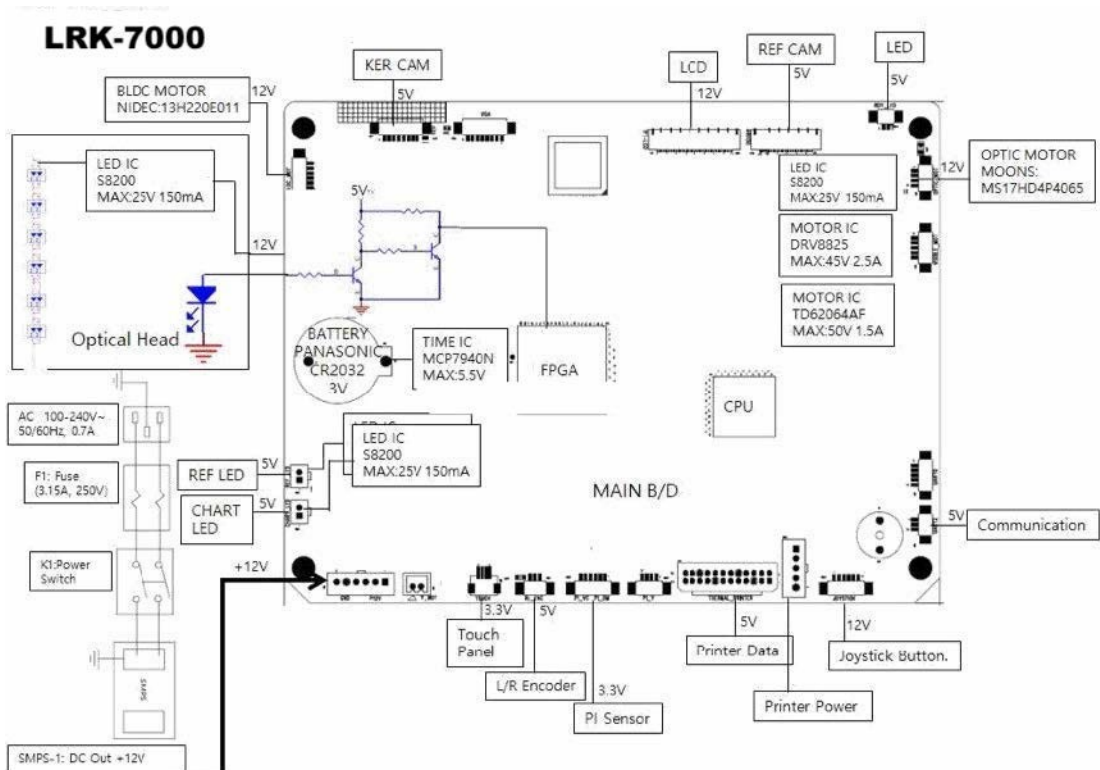 LRK-7000
KER CAM
5V
LCD
12V
REF CAM
5V
LED
5V
BLDC MOTOR
NIDEC:13H220E011
12V
LED IC
S8200
MAX:25V 150mA
12V
Optical Head
5V
LED IC
S8200
MAX:25V 150mA
MOTOR IC
DRV8825
MAX:45V 2.5A
MOTOR IC
TD62064AF
MAX:50V 1.5A
12V
OPTIC MOTOR
MOONS:
MS17HD4P4065
BATTERY
PANASONIC
CR2032
3V
TIME IC
MCP7940N
MAX:5.5V
FPGA
CPU
AC 100-240V~
50/60Hz, 0.7A
F1: Fuse
(3.15A, 250V)
K1:Power
Switch
SMPS
SMPS-1: DC Out +12V
REF LED
5V
CHART
LED
5V
LED IC
S8200
MAX:25V 150mA
MAIN B/D
5V
Communication
+12V
3.3V
Touch
Panel
5V
L/R Encoder
3.3V
PI Sensor
THERMAL_PRINTER
5V
Printer Data
Printer Power
JOYSTICK
12V
Joystick Button.